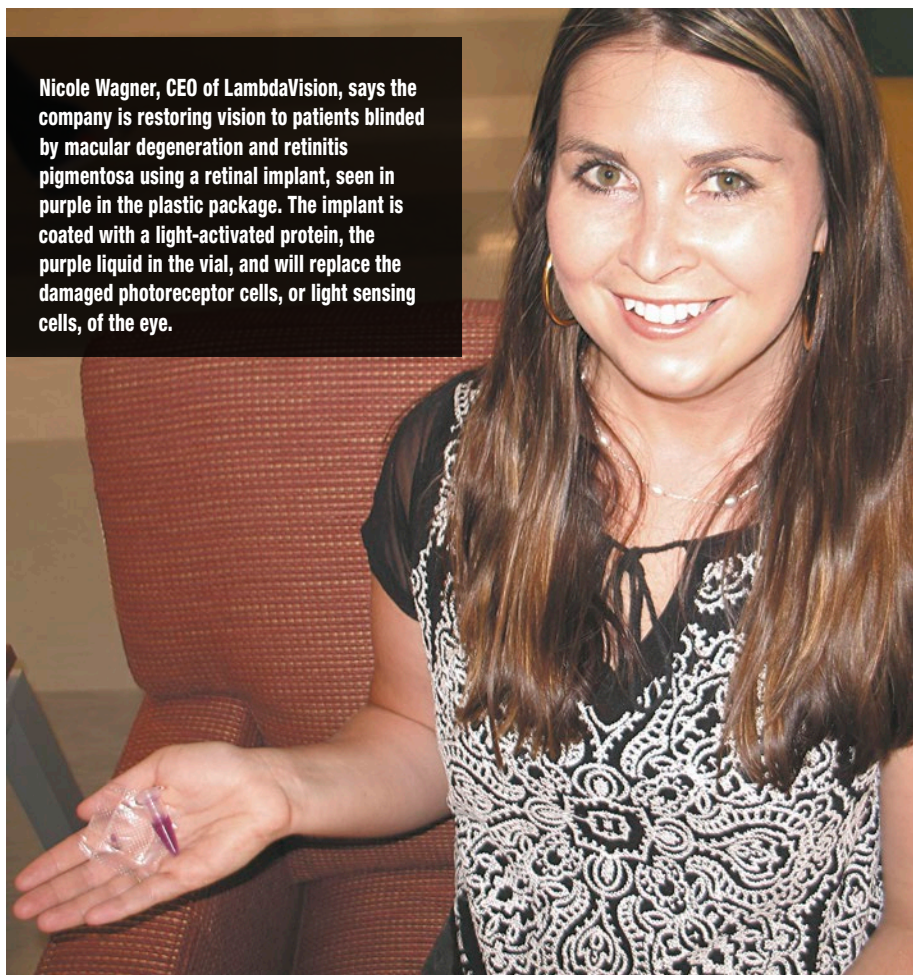 Nicole Wagner, CEO of LambdaVision, says the
company is restoring vision to patients blinded
by macular degeneration and retinitis
pigmentosa using a retinal implant, seen in
purple in the plastic package. The implant is
coated with a light-activated protein, the
purple liquid in the vial, and will replace the
damaged photoreceptor cells, or light sensing
cells, of the eye.